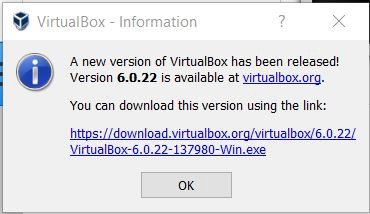 VirtualBox - Information
A new version of VirtualBox has been released!
Version 6.0.22 is available at virtualbox.org.
You can download this version using the link:
https://download.virtualbox.org/virtualbox/6.0.22/
VirtualBox-6.0.22-137980-Win.exe
OK